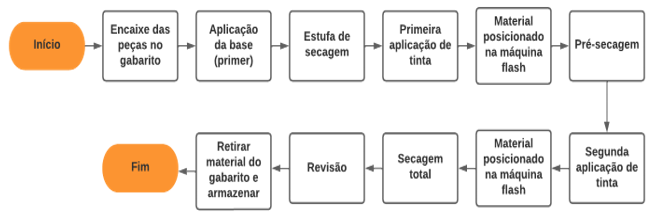 Início
Encaixe das
peças no
gabarito
Aplicação
da base
(primer)
Estufa de
secagem
Primeira
aplicação de
tinta
Material
posicionado
na máquina
flash
Pré-secagem
Segunda
aplicação de
tinta
Material
posicionado
na máquina
flash
Secagem
total
Revisão
Retirar
material do
gabarito e
armazenar
Fim